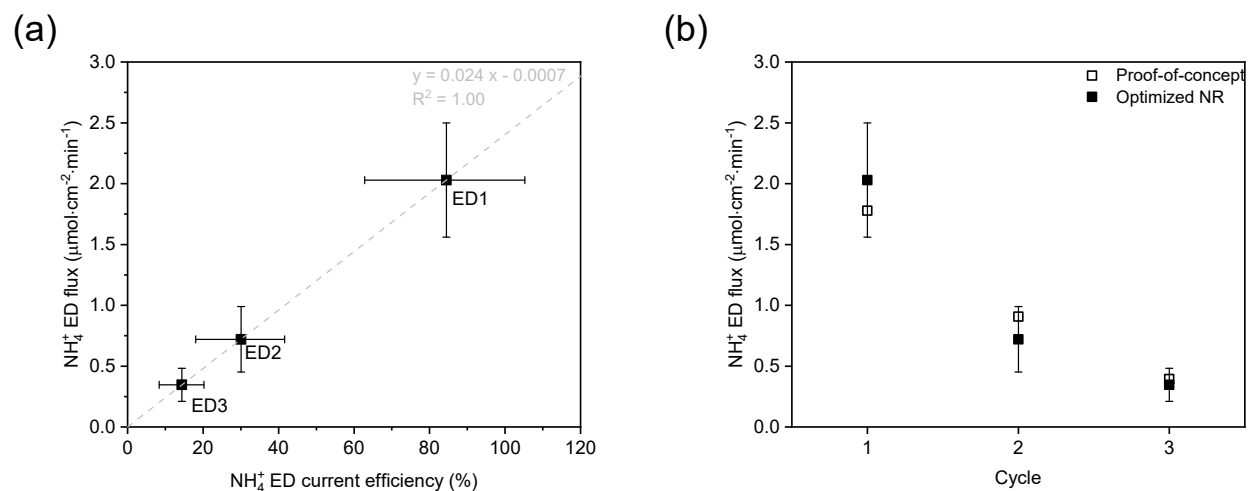 (a)
3.0
2.5
2.0
1.5
1.0
0.5
0.0
NH₄⁺ ED flux (μmol·cm⁻²·min⁻¹)
y = 0.024 x - 0.0007
R² = 1.00
ED1
ED2
ED3
0 20 40 60 80 100 120
NH₄⁺ ED current efficiency (%)
(b)
3.0
2.5
2.0
1.5
1.0
0.5
0.0
NH₄⁺ ED flux (μmol·cm⁻²·min⁻¹)
Proof-of-concept
Optimized NR
1 2 3
Cycle